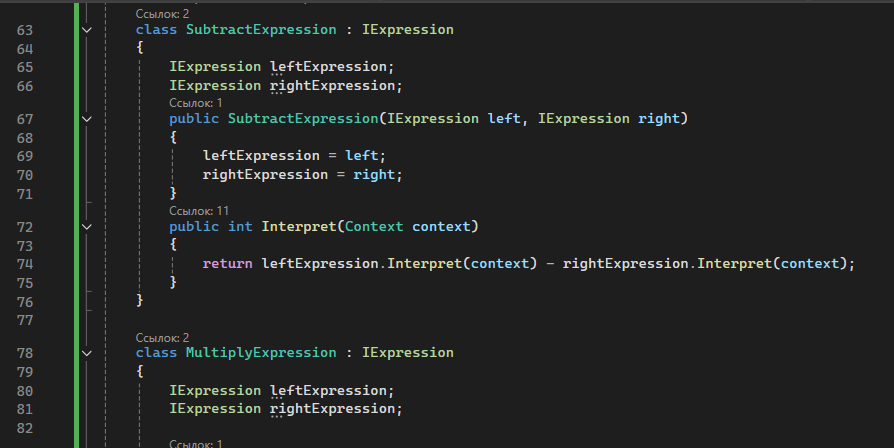 Ссылок: 2
63 class SubtractExpression : IExpression
64 {
65 IExpression leftExpression;
66 IExpression rightExpression;
Ссылок: 1
67 public SubtractExpression(IExpression left, IExpression right)
68 {
69 leftExpression = left;
70 rightExpression = right;
71 }
Ссылок: 11
72 public int Interpret(Context context)
73 {
74 return leftExpression.Interpret(context) - rightExpression.Interpret(context);
75 }
76 }
77
Ссылок: 2
78 class MultiplyExpression : IExpression
79 {
80 IExpression leftExpression;
81 IExpression rightExpression;
82
Ссылок: 1